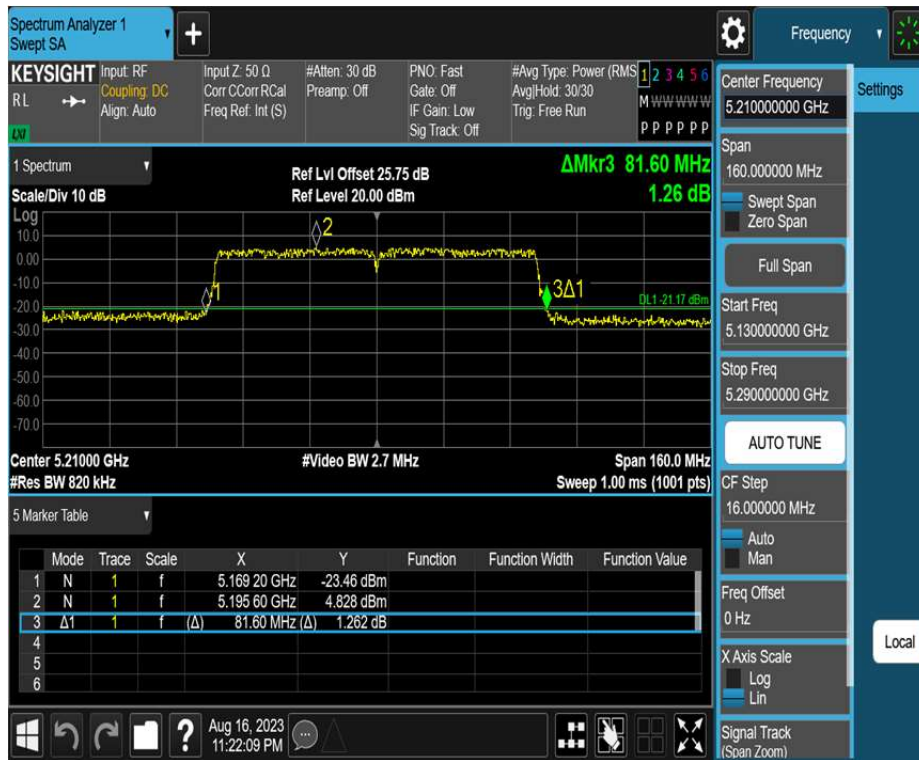 Spectrum Analyzer 1
Swept SA
+
Frequency
KEYSIGHT
RL
LXI
Input: RF
Coupling: DC
Align: Auto
Input Z: 50 Ω
Corr CCorr RCal
Freq Ref: Int (S)
#Atten: 30 dB
Preamp: Off
PNO: Fast
Gate: Off
IF Gain: Low
Sig Track: Off
#Avg Type: Power (RMS
Avg|Hold: 30/30
Trig: Free Run
1 2 3 4 5 6
M W W W W W
P P P P P P
1 Spectrum
Scale/Div 10 dB
Ref Lvl Offset 25.75 dB
Ref Level 20.00 dBm
ΔMkr3 81.60 MHz
1.26 dB
Log
10.0
0.00
-10.0
-20.0
-30.0
-40.0
-50.0
-60.0
-70.0
2
1
3Δ1
DL1 -21.17 dBm
Center 5.21000 GHz
#Video BW 2.7 MHz
Span 160.0 MHz
#Res BW 820 kHz
Sweep 1.00 ms (1001 pts)
5 Marker Table
Mode Trace Scale X Y Function Function Width Function Value
1 N 1 f 5.169 20 GHz -23.46 dBm
2 N 1 f 5.195 60 GHz 4.828 dBm
3 Δ1 1 f (Δ) 81.60 MHz (Δ) 1.262 dB
4
5
6
?
Aug 16, 2023
11:22:09 PM
Center Frequency
5.210000000 GHz
Settings
Span
160.000000 MHz
Swept Span
Zero Span
Full Span
Start Freq
5.130000000 GHz
Stop Freq
5.290000000 GHz
AUTO TUNE
CF Step
16.000000 MHz
Auto
Man
Freq Offset
0 Hz
X Axis Scale
Log
Lin
Signal Track
(Span Zoom)
Local